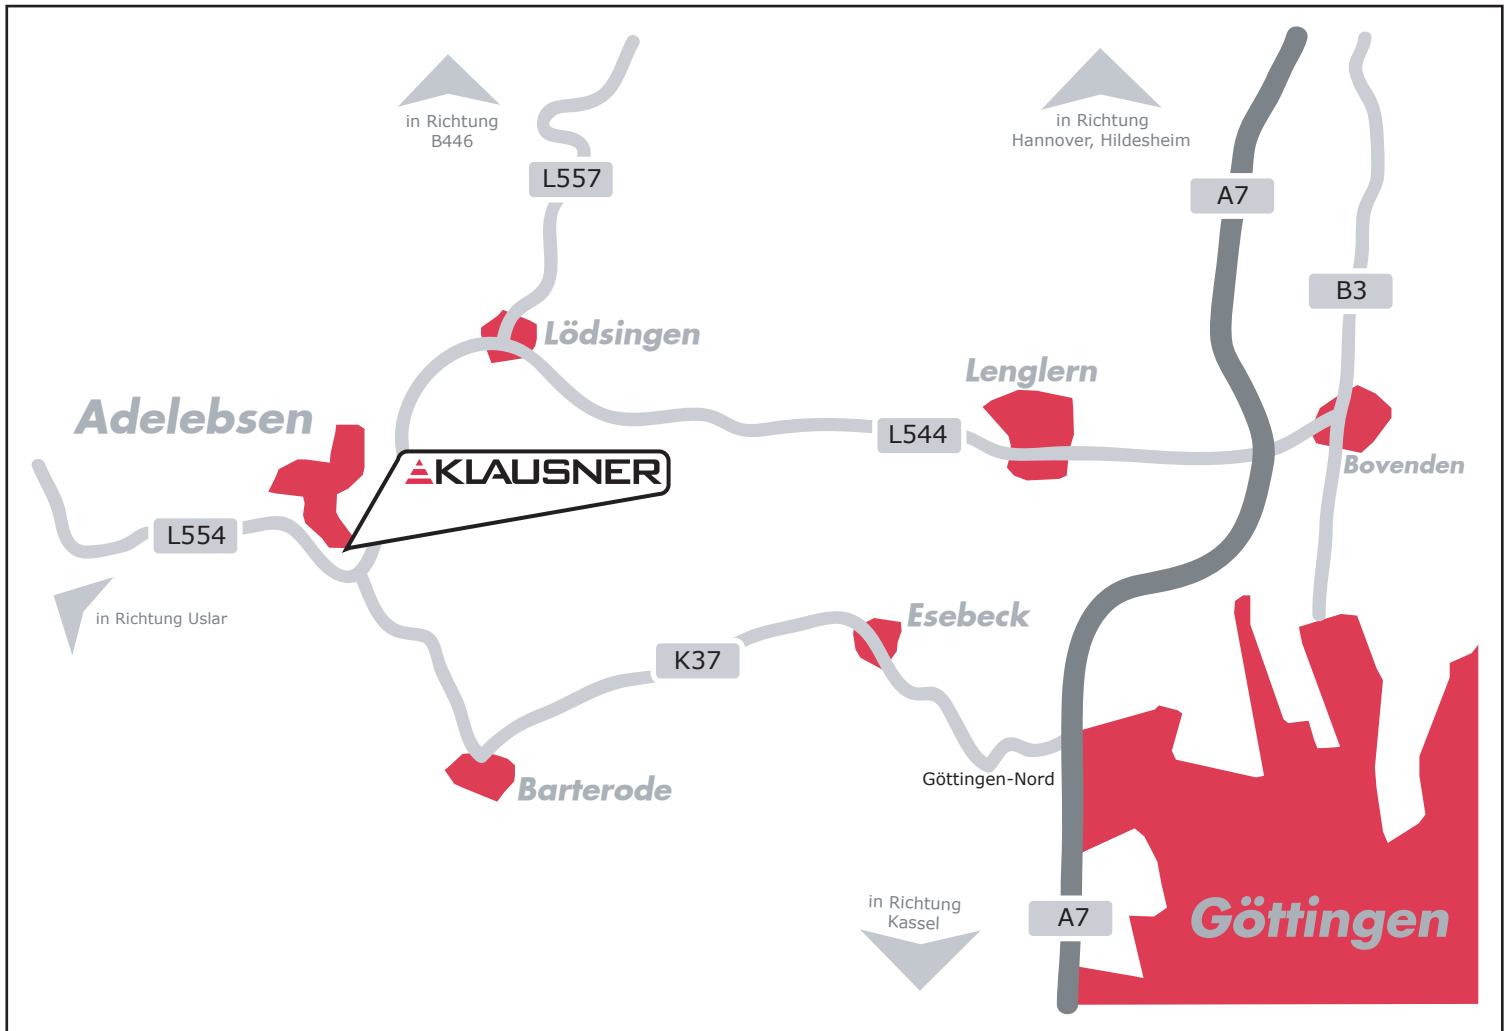 in Richtung
B446
in Richtung
Hannover, Hildesheim
L557
A7
B3
Lödsingen
Lenglern
Adelebsen
L544
KLAUSNER
Bovenden
L554
in Richtung Uslar
Esebeck
K37
Göttingen-Nord
Barterode
in Richtung
Kassel
A7
Göttingen